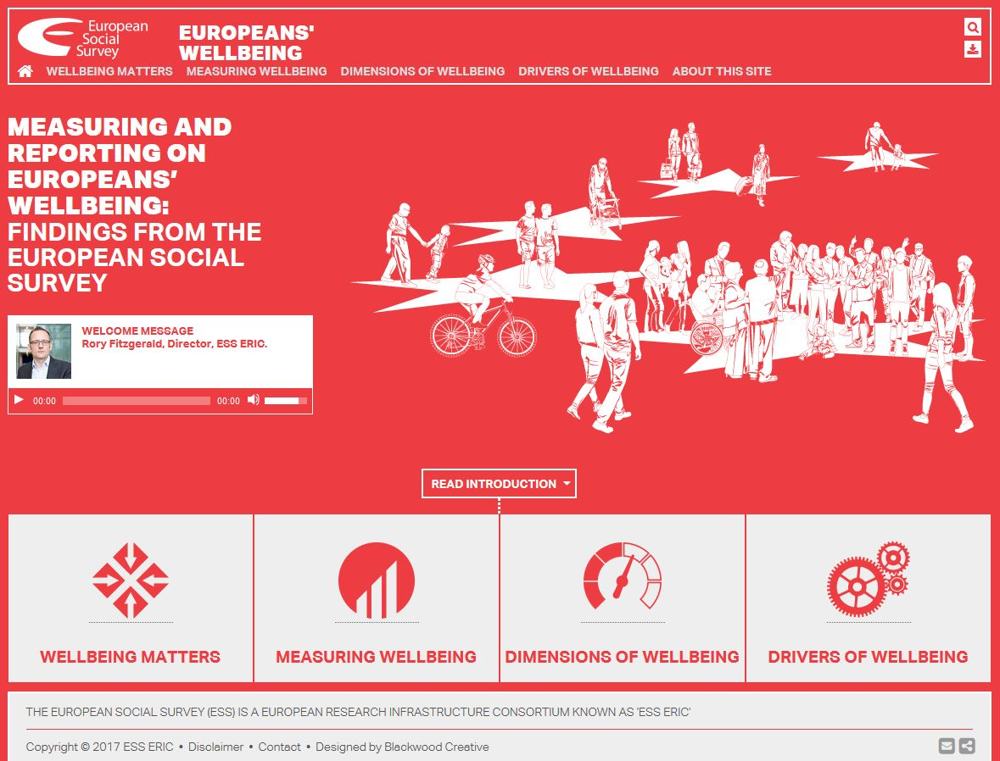 European
Social
Survey
EUROPEANS'
WELLBEING
WELLBEING MATTERS MEASURING WELLBEING DIMENSIONS OF WELLBEING DRIVERS OF WELLBEING ABOUT THIS SITE
MEASURING AND
REPORTING ON
EUROPEANS’
WELLBEING:
FINDINGS FROM THE
EUROPEAN SOCIAL
SURVEY
WELCOME MESSAGE
Rory Fitzgerald, Director, ESS ERIC.
00:00 00:00
READ INTRODUCTION
WELLBEING MATTERS
MEASURING WELLBEING
DIMENSIONS OF WELLBEING
DRIVERS OF WELLBEING
THE EUROPEAN SOCIAL SURVEY (ESS) IS A EUROPEAN RESEARCH INFRASTRUCTURE CONSORTIUM KNOWN AS 'ESS ERIC'
Copyright © 2017 ESS ERIC • Disclaimer • Contact • Designed by Blackwood Creative